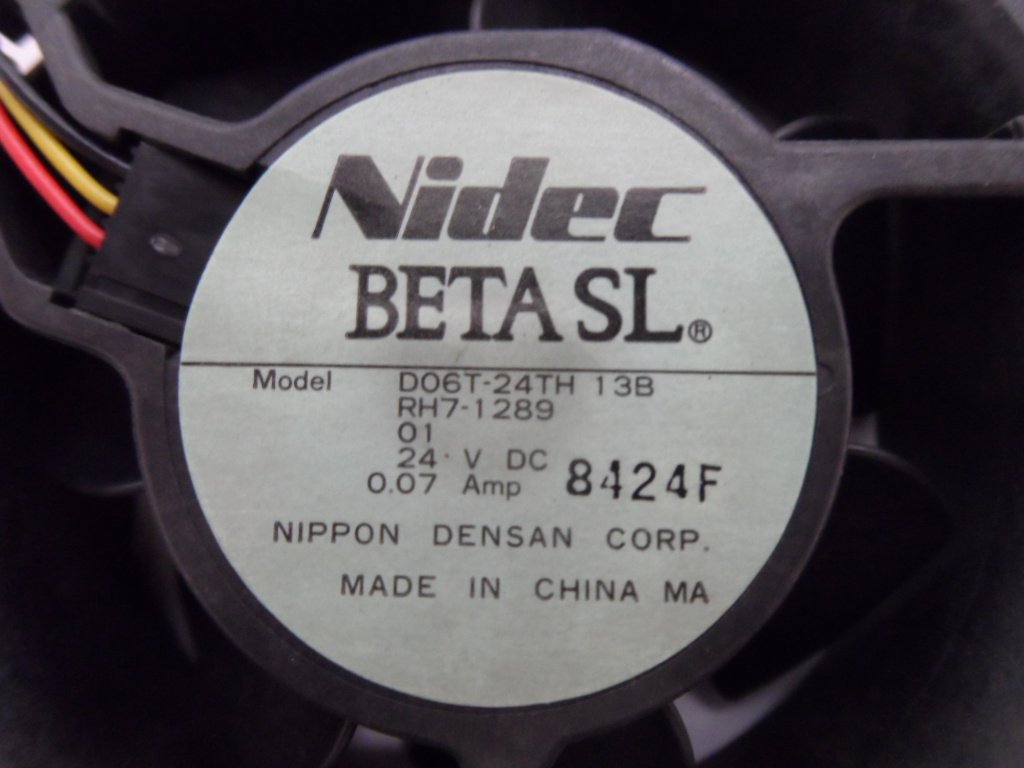 Nidec
BETA SL®
Model D06T-24TH 13B
RH7-1289
01
24 V DC
0.07 Amp 8424F
NIPPON DENSAN CORP.
MADE IN CHINA MA